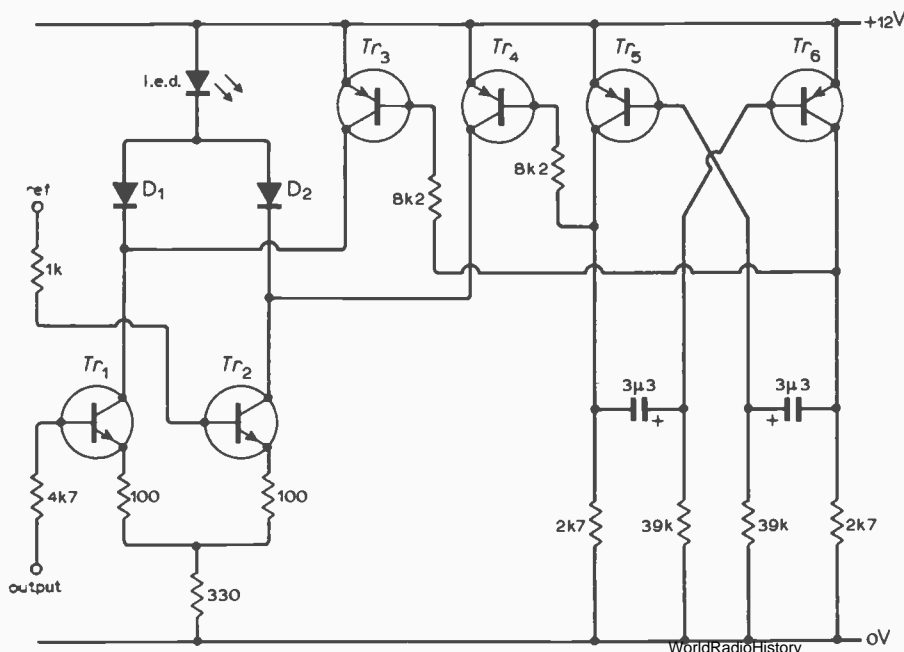 +12V
Tr3
Tr4
Tr5
Tr6
l.e.d.
D1
D2
8k2
8k2
ref
1k
Tr1
Tr2
3µ3
+
3µ3
+
4k7
100
100
2k7
39k
39k
2k7
output
330
0V
WorldRadioHistory